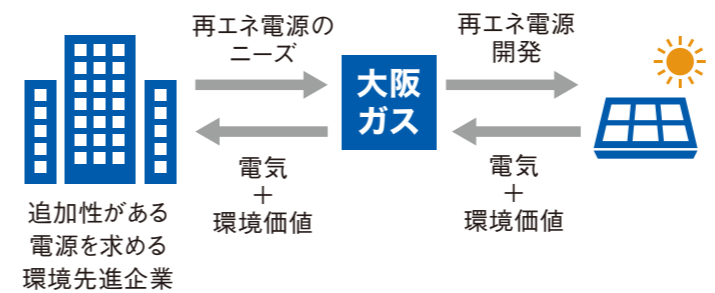 再エネ電源の
ニーズ
再エネ電源
開発
大阪
ガス
電気
＋
環境価値
電気
＋
環境価値
追加性がある
電源を求める
環境先進企業